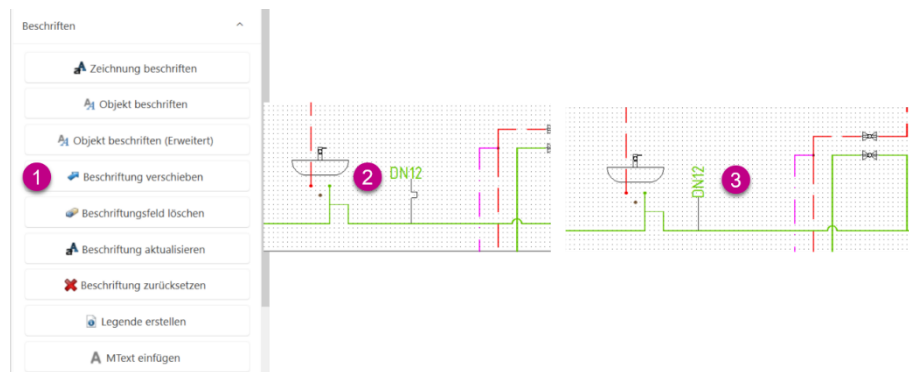 Beschriften
Zeichnung beschriften
Objekt beschriften
Objekt beschriften (Erweitert)
1
Beschriftung verschieben
Beschriftungsfeld löschen
Beschriftung aktualisieren
Beschriftung zurücksetzen
Legende erstellen
MText einfügen
2
DN12
DN12
3